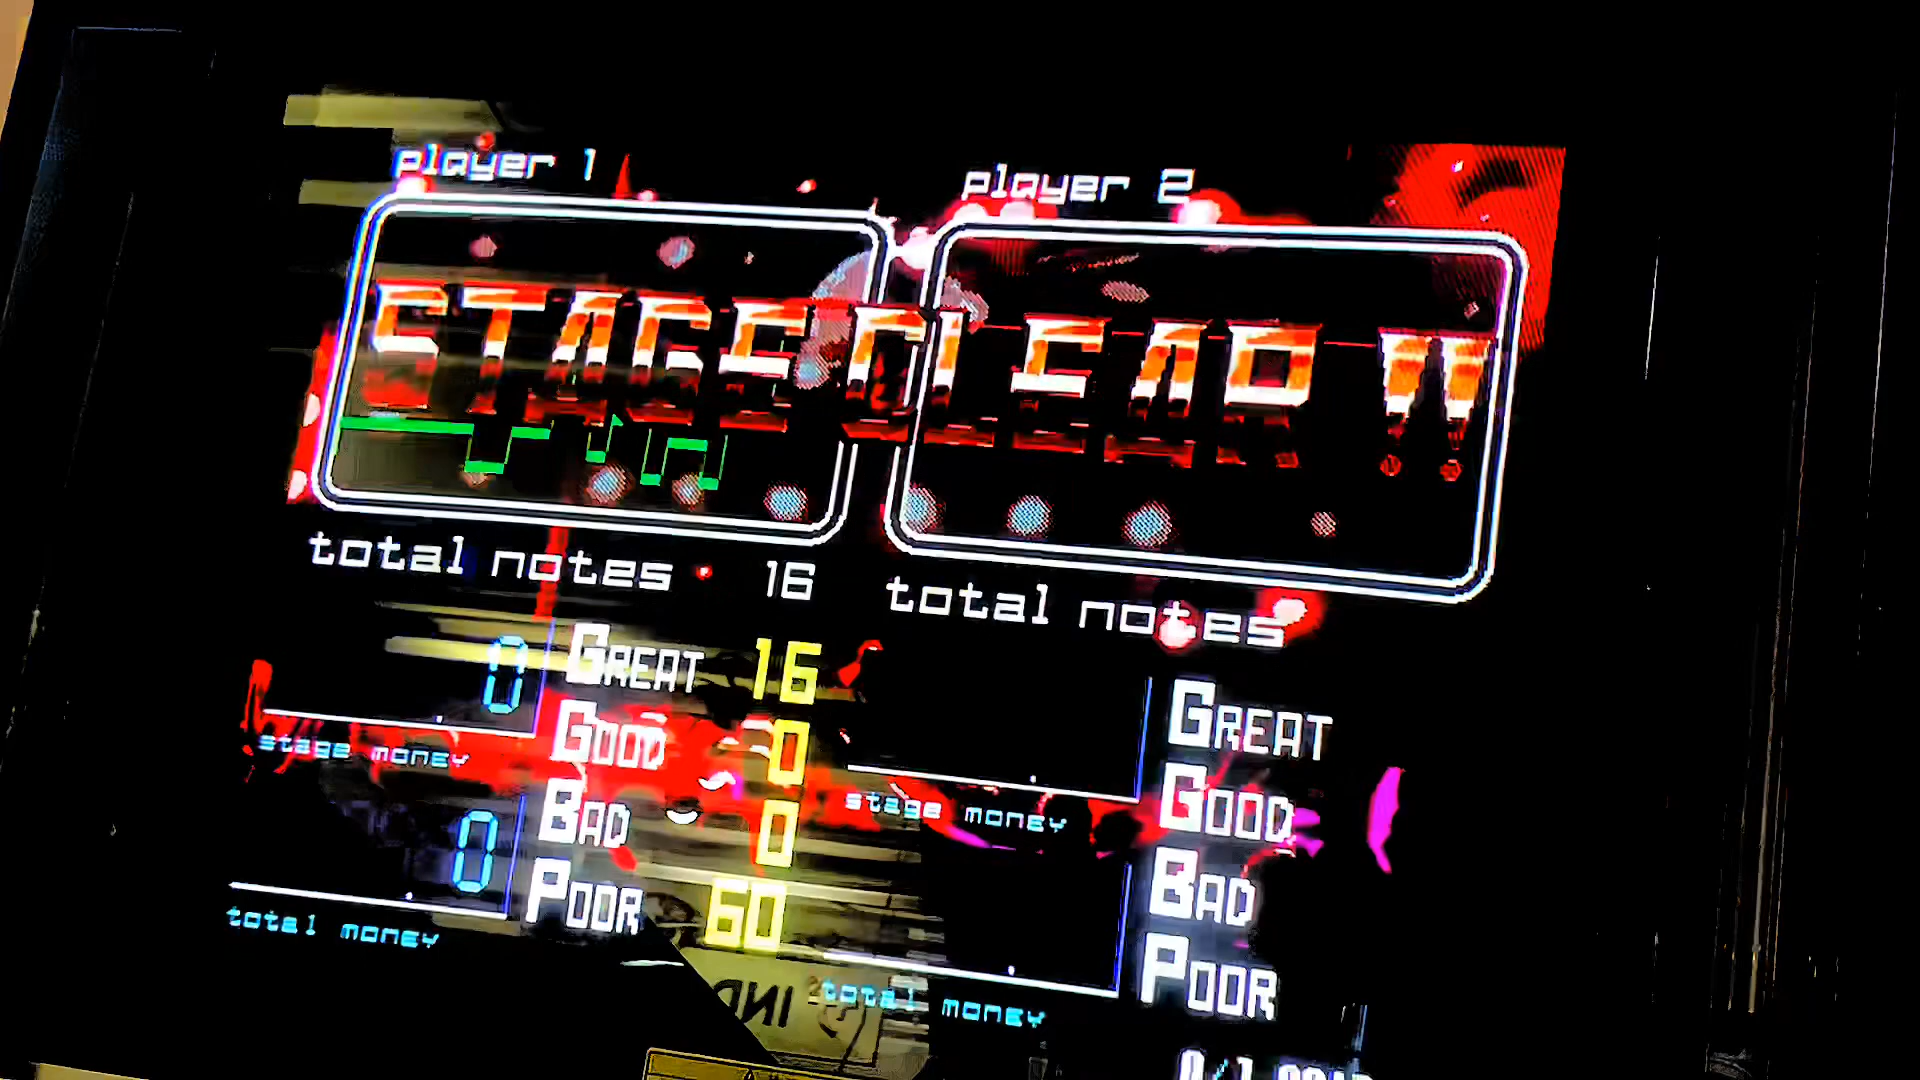 player 1
player 2
STAGE CLEAR !!
total notes 16
total notes
0
GREAT 16
GOOD 0
stage money
BAD 0
0
POOR 60
total money
GREAT
GOOD
stage money
BAD
POOR
total money